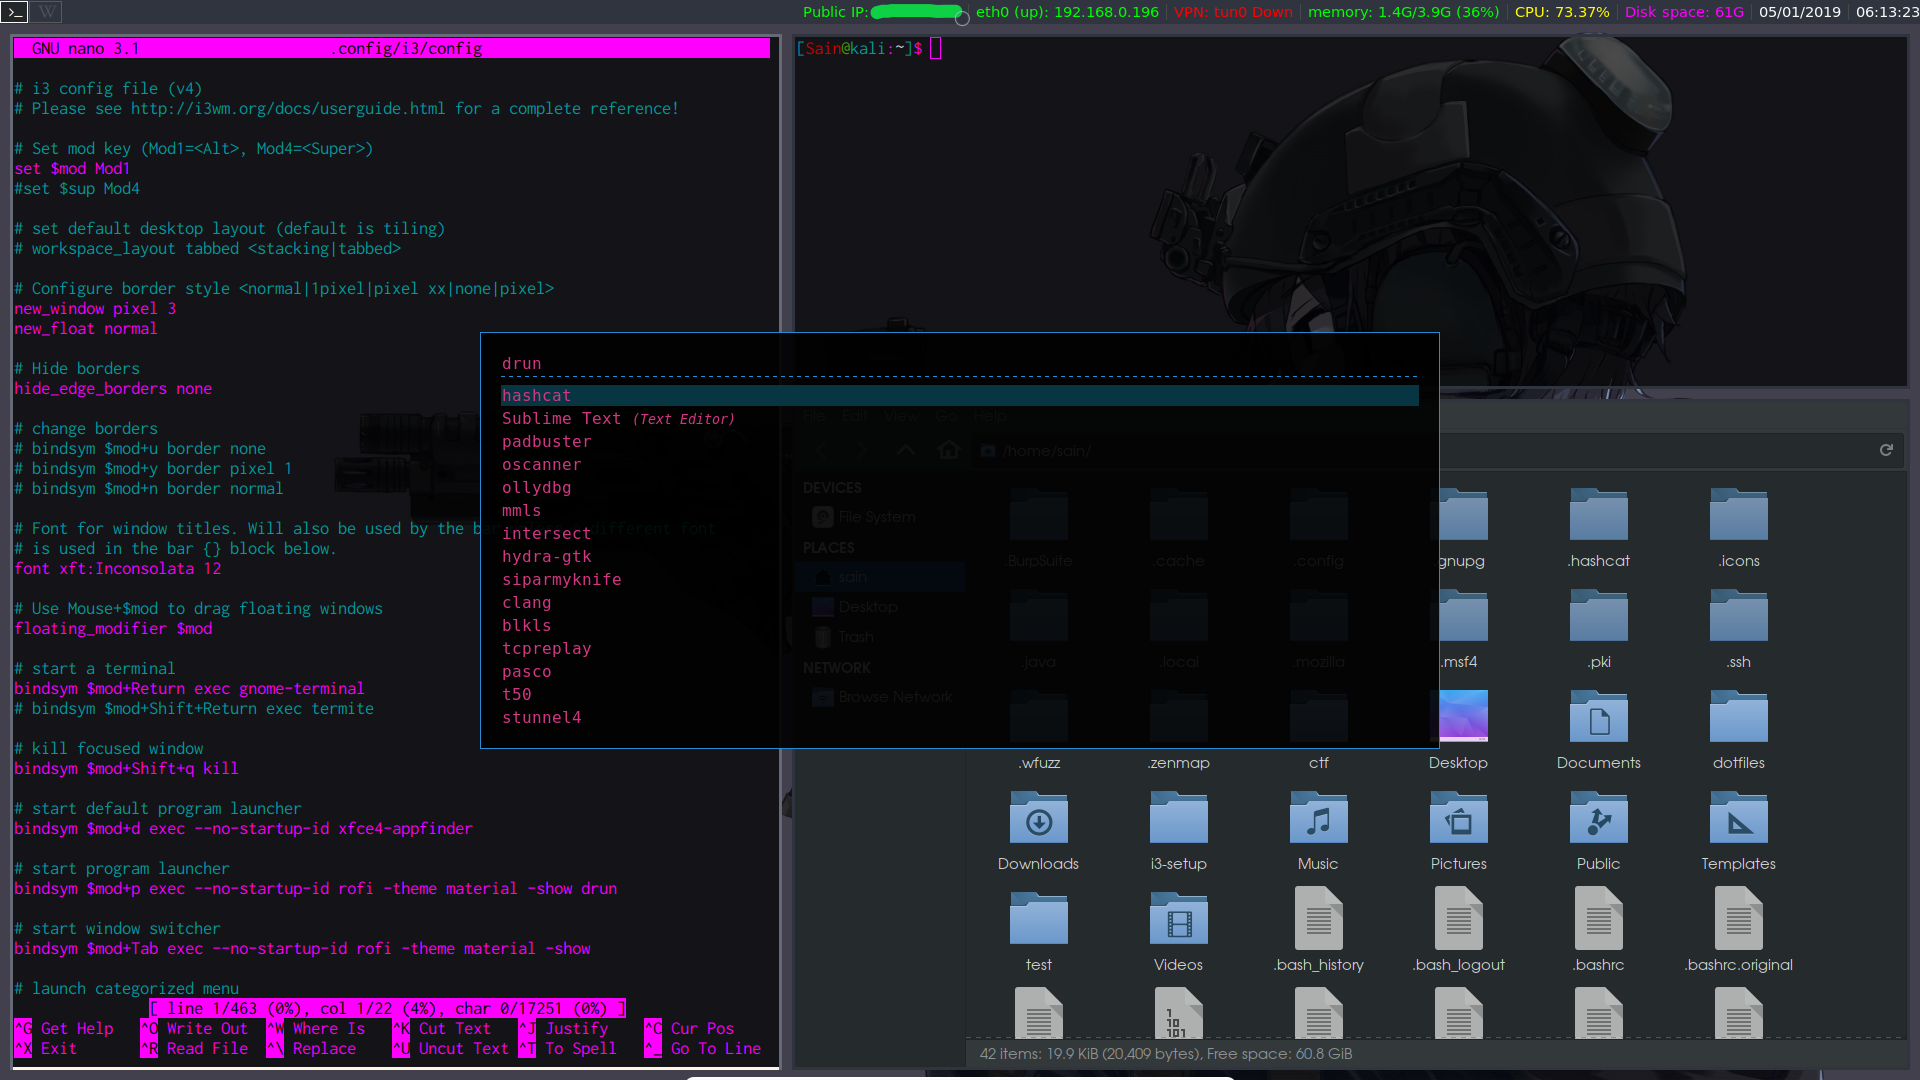 >_ W
Public IP: eth0 (up): 192.168.0.196 VPN: tun0 Down memory: 1.4G/3.9G (36%) CPU: 73.37% Disk space: 61G 05/01/2019 06:13:23
GNU nano 3.1 .config/i3/config
# i3 config file (v4)
# Please see http://i3wm.org/docs/userguide.html for a complete reference!
# Set mod key (Mod1=<Alt>, Mod4=<Super>)
set $mod Mod1
#set $sup Mod4
# set default desktop layout (default is tiling)
# workspace_layout tabbed <stacking|tabbed>
# Configure border style <normal|1pixel|pixel xx|none|pixel>
new_window pixel 3
new_float normal
# Hide borders
hide_edge_borders none
# change borders
# bindsym $mod+u border none
# bindsym $mod+y border pixel 1
# bindsym $mod+n border normal
# Font for window titles. Will also be used by the bar different font
# is used in the bar {} block below.
font xft:Inconsolata 12
# Use Mouse+$mod to drag floating windows
floating_modifier $mod
# start a terminal
bindsym $mod+Return exec gnome-terminal
# bindsym $mod+Shift+Return exec termite
# kill focused window
bindsym $mod+Shift+q kill
# start default program launcher
bindsym $mod+d exec --no-startup-id xfce4-appfinder
# start program launcher
bindsym $mod+p exec --no-startup-id rofi -theme material -show drun
# start window switcher
bindsym $mod+Tab exec --no-startup-id rofi -theme material -show
# launch categorized menu
[ line 1/463 (0%), col 1/22 (4%), char 0/17251 (0%) ]
^G Get Help ^O Write Out ^W Where Is ^K Cut Text ^J Justify ^C Cur Pos
^X Exit ^R Read File ^\ Replace ^U Uncut Text ^T To Spell ^_ Go To Line
[Sain@kali:~]$
drun
hashcat
Sublime Text (Text Editor)
padbuster
oscanner
ollydbg
mmls
intersect
hydra-gtk
siparmyknife
clang
blkls
tcpreplay
pasco
t50
stunnel4
File Edit View Go Help
/home/sain/
DEVICES
File System
PLACES
sain
Desktop
Trash
NETWORK
Browse Network
.BurpSuite .cache .config gnupg .hashcat .icons
.java .local .mozilla .msf4 .pki .ssh
.wfuzz .zenmap ctf Desktop Documents dotfiles
Downloads i3-setup Music Pictures Public Templates
test Videos .bash_history .bash_logout .bashrc .bashrc.original
42 items: 19.9 KiB (20,409 bytes), Free space: 60.8 GiB